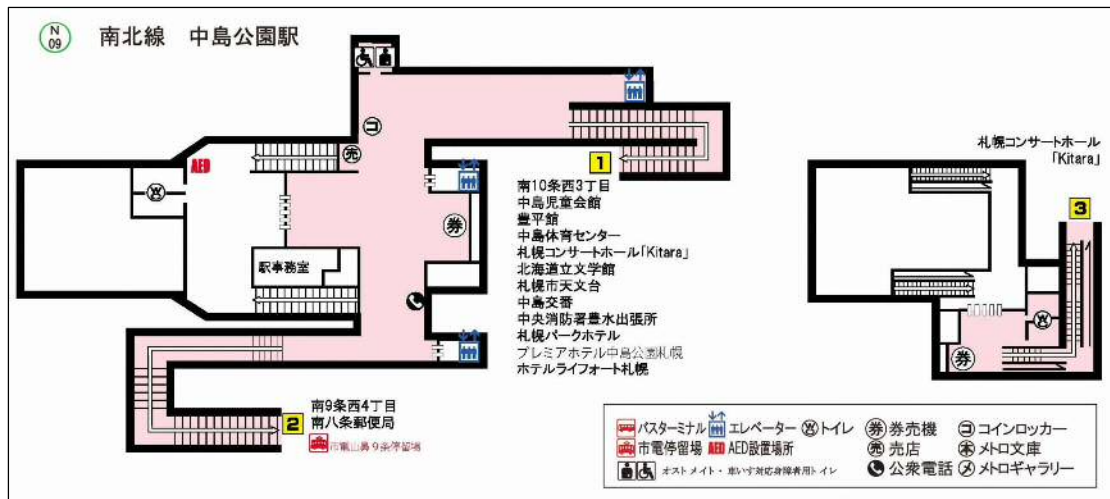 N
09
南北線　中島公園駅
コ
売
AED
駅事務室
券
1
南10条西3丁目
中島児童会館
豊平館
中島体育センター
札幌コンサートホール「Kitara」
北海道立文学館
札幌市天文台
中島交番
中央消防署豊水出張所
札幌パークホテル
プレミアホテル中島公園札幌
ホテルライフォート札幌
2
南9条西4丁目
南八条郵便局
市電山鼻9条停留場
札幌コンサートホール
「Kitara」
3
券
バスターミナル エレベーター トイレ 券 券売機 コ コインロッカー
市電停留場 AED AED設置場所 売 売店 木 メトロ文庫
オストメイト・車いす対応身障者用トイレ 公衆電話 メ メトロギャラリー